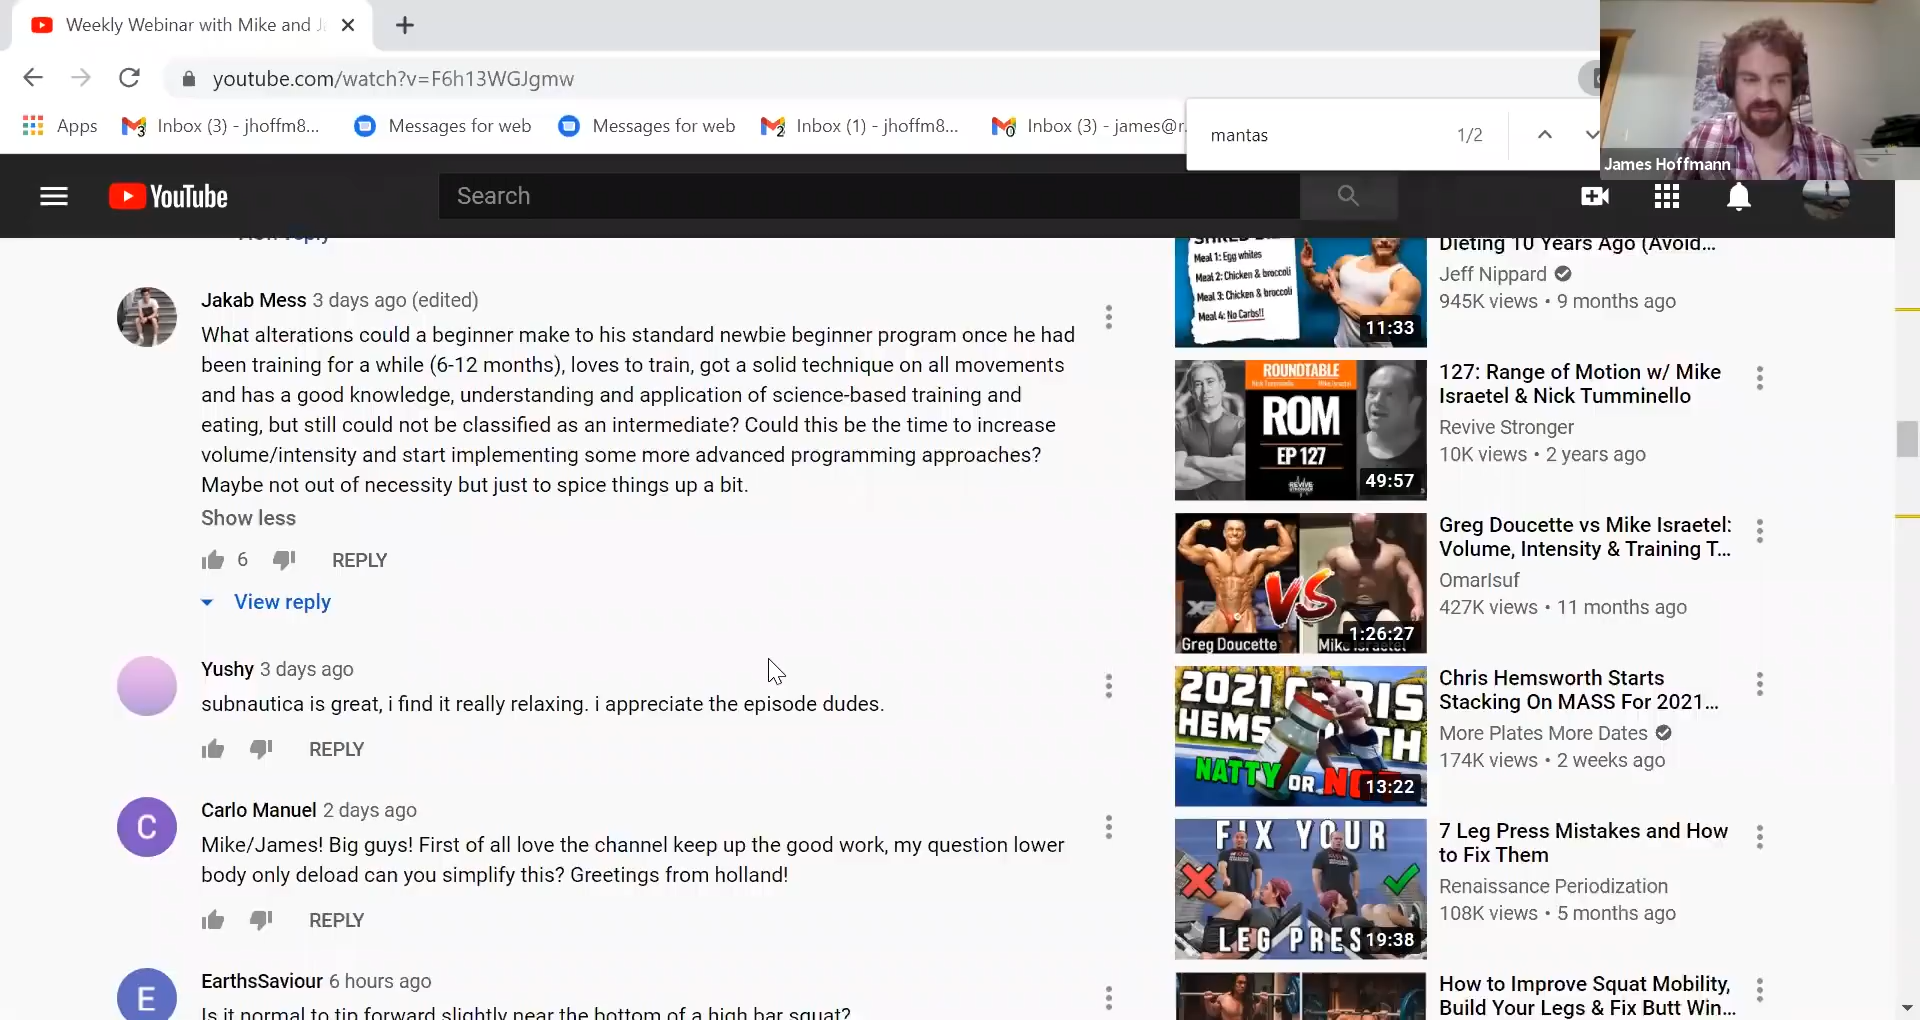 Weekly Webinar with Mike and J
youtube.com/watch?v=F6h13WGJgmw
Apps
Inbox (3) - jhoffm8...
Messages for web
Messages for web
Inbox (1) - jhoffm8...
Inbox (3) - james@r
mantas
1/2
James Hoffmann
YouTube
Search
Jakab Mess 3 days ago (edited)
What alterations could a beginner make to his standard newbie beginner program once he had
been training for a while (6-12 months), loves to train, got a solid technique on all movements
and has a good knowledge, understanding and application of science-based training and
eating, but still could not be classified as an intermediate? Could this be the time to increase
volume/intensity and start implementing some more advanced programming approaches?
Maybe not out of necessity but just to spice things up a bit.
Show less
6
REPLY
View reply
Yushy 3 days ago
subnautica is great, i find it really relaxing. i appreciate the episode dudes.
REPLY
C
Carlo Manuel 2 days ago
Mike/James! Big guys! First of all love the channel keep up the good work, my question lower
body only deload can you simplify this? Greetings from holland!
REPLY
E
EarthsSaviour 6 hours ago
Is it normal to tip forward slightly near the bottom of a high bar squat?
Meal 1: Egg whites
Meal 2: Chicken & broccoli
Meal 3: Chicken & broccoli
Meal 4: No Carbs!!
11:33
Dieting 10 Years Ago (Avoid...
Jeff Nippard
945K views • 9 months ago
ROUNDTABLE
Nick Tumminello
Mike Israetel
ROM
EP 127
REVIVE
STRONGER
49:57
127: Range of Motion w/ Mike
Israetel & Nick Tumminello
Revive Stronger
10K views • 2 years ago
VS
Greg Doucette
Mike Israetel
1:26:27
Greg Doucette vs Mike Israetel:
Volume, Intensity & Training T...
OmarIsuf
427K views • 11 months ago
2021 CHRIS
HEMSWORTH
NATTY OR NOT
13:22
Chris Hemsworth Starts
Stacking On MASS For 2021...
More Plates More Dates
174K views • 2 weeks ago
FIX YOUR
LEG PRESS
19:38
7 Leg Press Mistakes and How
to Fix Them
Renaissance Periodization
108K views • 5 months ago
How to Improve Squat Mobility,
Build Your Legs & Fix Butt Win...